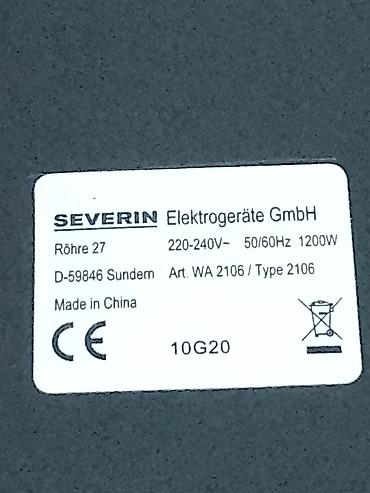 SEVERIN Elektrogeräte GmbH
Röhre 27 220-240V~ 50/60Hz 1200W
D-59846 Sundern Art. WA 2106 / Type 2106
Made in China
CE 10G20